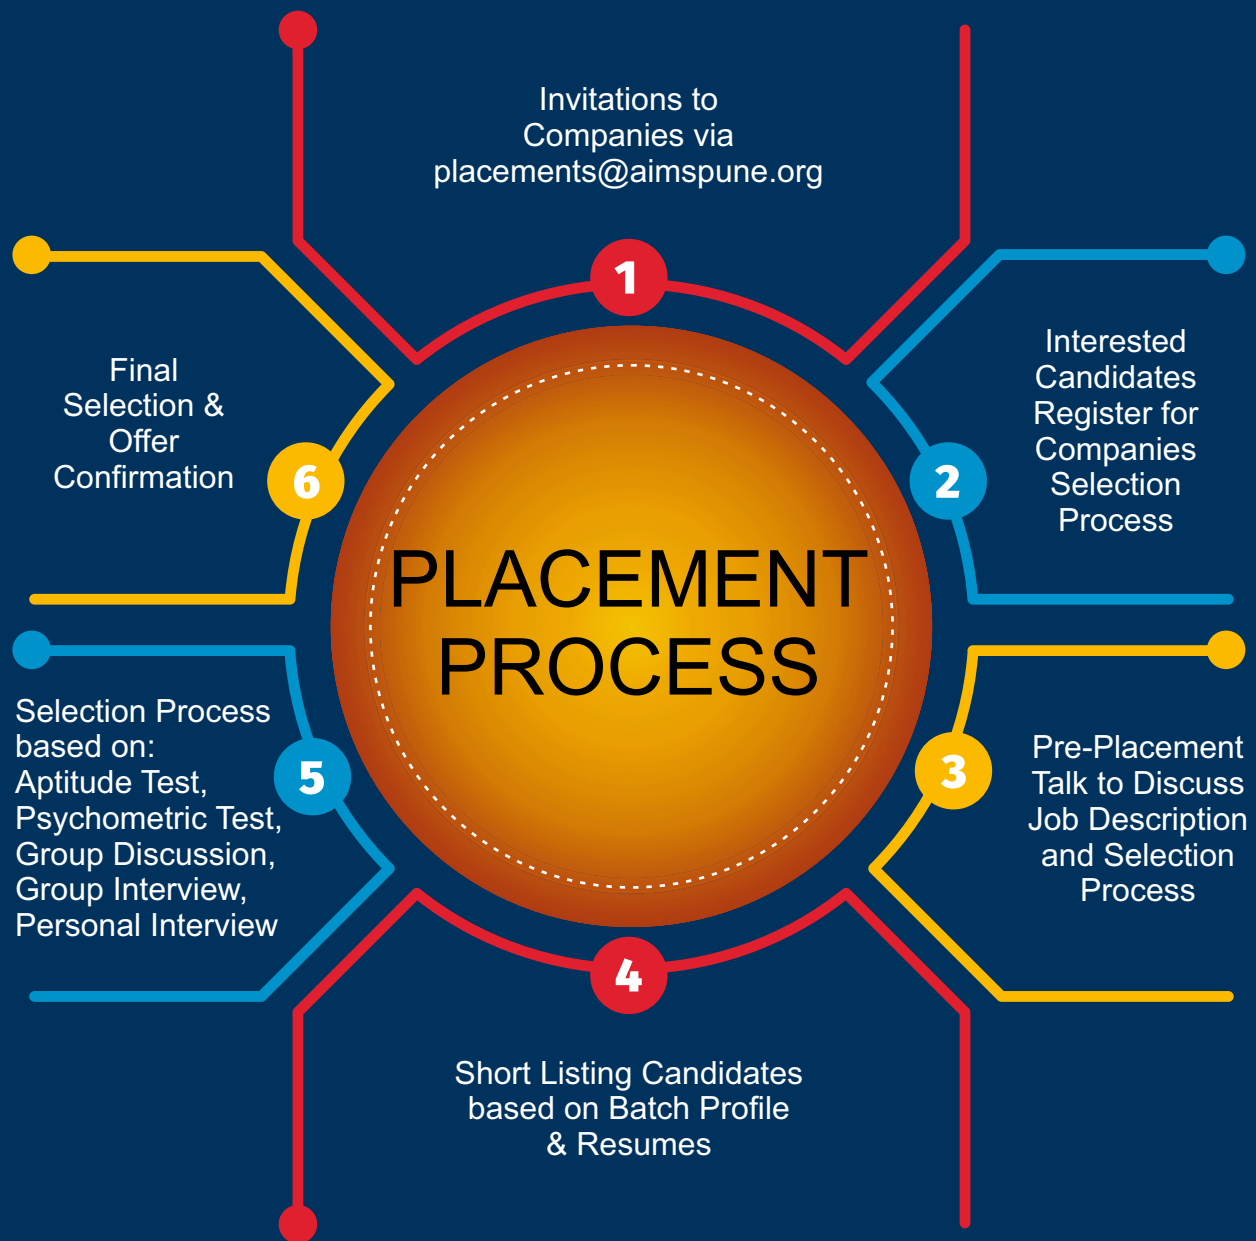 Invitations to
Companies via
placements@aimspune.org
1
Interested
Candidates
Register for
Companies
Selection
Process
2
Pre-Placement
Talk to Discuss
Job Description
and Selection
Process
3
Short Listing Candidates
based on Batch Profile
& Resumes
4
Selection Process
based on:
Aptitude Test,
Psychometric Test,
Group Discussion,
Group Interview,
Personal Interview
5
Final
Selection &
Offer
Confirmation
6
PLACEMENT
PROCESS